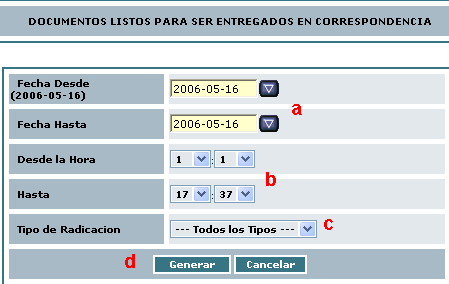 DOCUMENTOS LISTOS PARA SER ENTREGADOS EN CORRESPONDENCIA
Fecha Desde
(2006-05-16)
2006-05-16
a
Fecha Hasta
2006-05-16
Desde la Hora
1 : 1
b
Hasta
17 : 37
Tipo de Radicacion
--- Todos los Tipos ---
c
d
Generar Cancelar